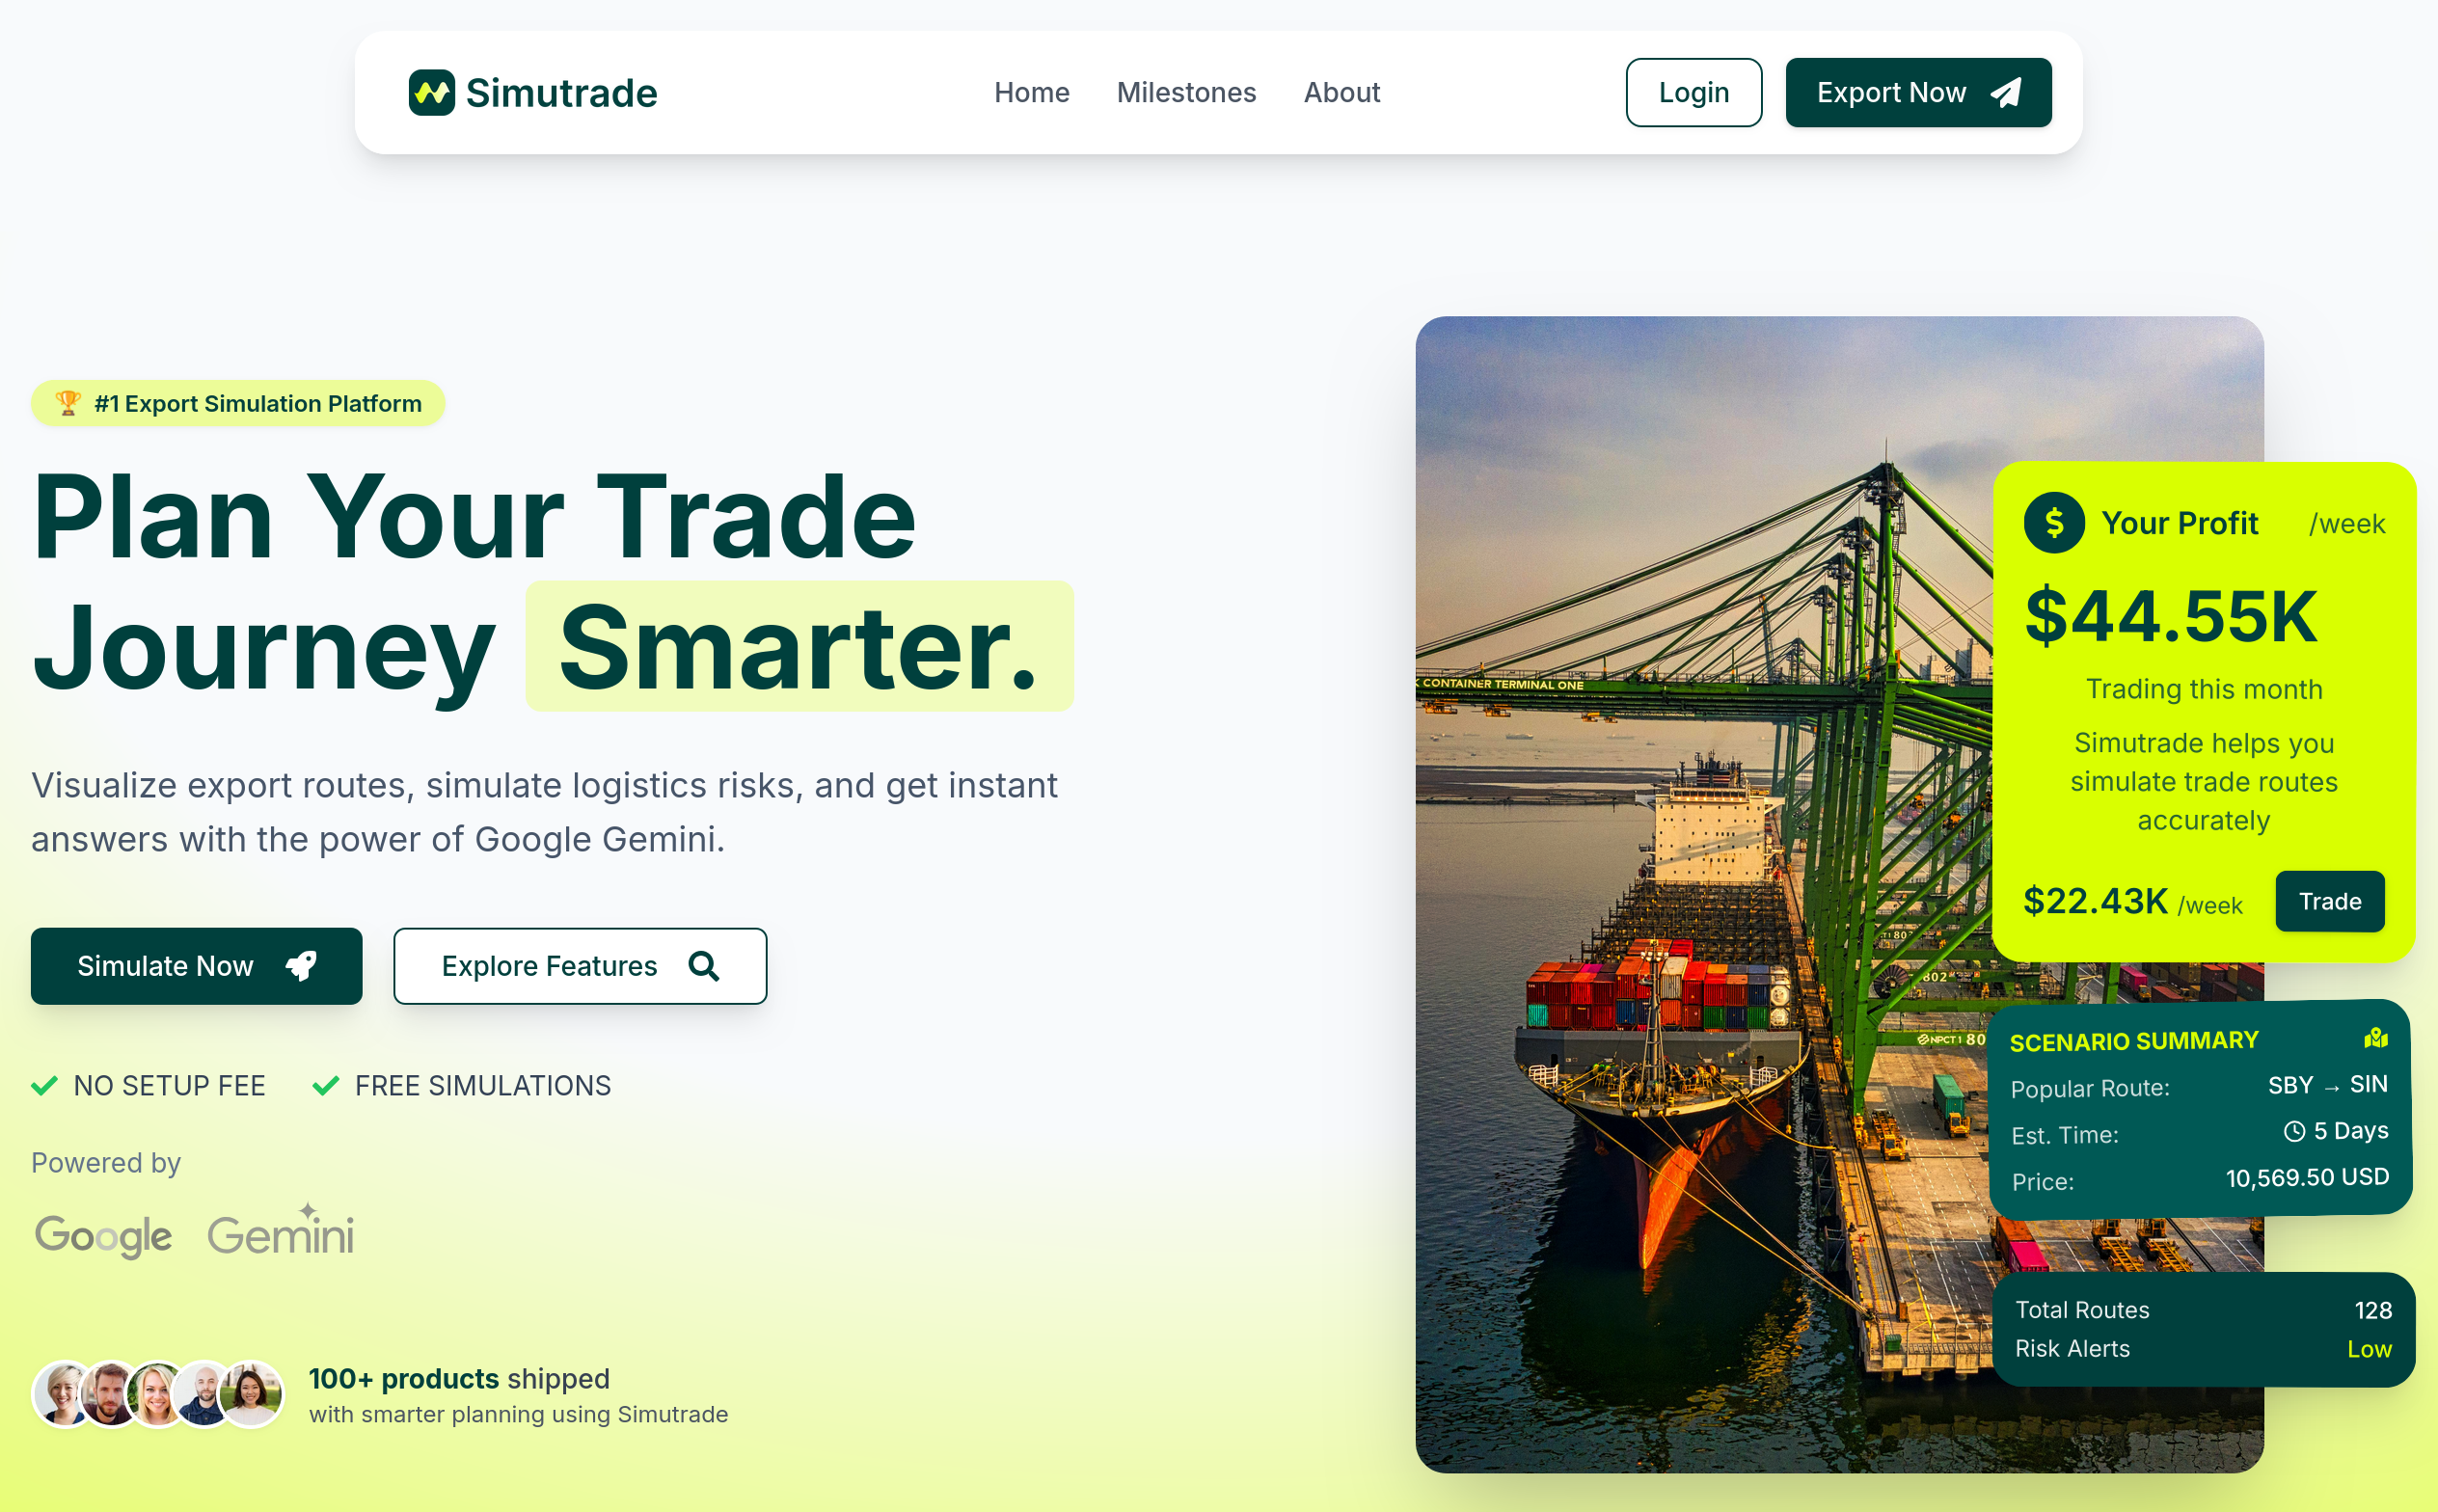 Simutrade
Home
Milestones
About
Login
Export Now
🏆 #1 Export Simulation Platform
Plan Your Trade
Journey Smarter.
Visualize export routes, simulate logistics risks, and get instant
answers with the power of Google Gemini.
Simulate Now
Explore Features
NO SETUP FEE
FREE SIMULATIONS
Powered by
Google
Gemini
100+ products shipped
with smarter planning using Simutrade
CONTAINER TERMINAL ONE
802
NPCT1 80
$ Your Profit /week
$44.55K
Trading this month
Simutrade helps you
simulate trade routes
accurately
$22.43K /week
Trade
SCENARIO SUMMARY
Popular Route: SBY → SIN
Est. Time: 5 Days
Price: 10,569.50 USD
Total Routes 128
Risk Alerts Low